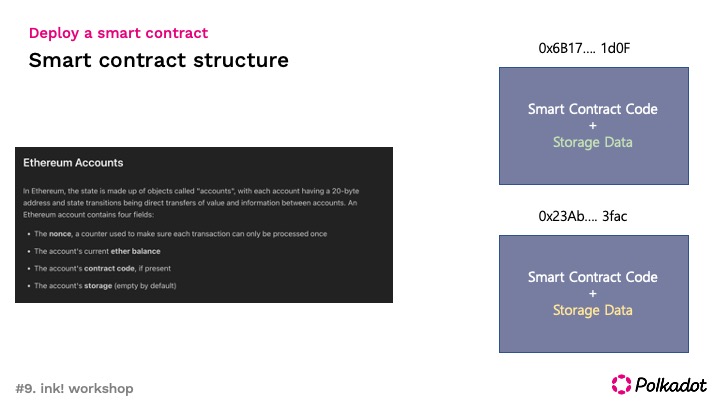 Deploy a smart contract
Smart contract structure
Ethereum Accounts
In Ethereum, the state is made up of objects called "accounts", with each account having a 20-byte
address and state transitions being direct transfers of value and information between accounts. An
Ethereum account contains four fields:
• The nonce, a counter used to make sure each transaction can only be processed once
• The account's current ether balance
• The account's contract code, if present
• The account's storage (empty by default)
0x6B17…. 1d0F
Smart Contract Code
+
Storage Data
0x23Ab…. 3fac
Smart Contract Code
+
Storage Data
#9. ink! workshop
Polkadot